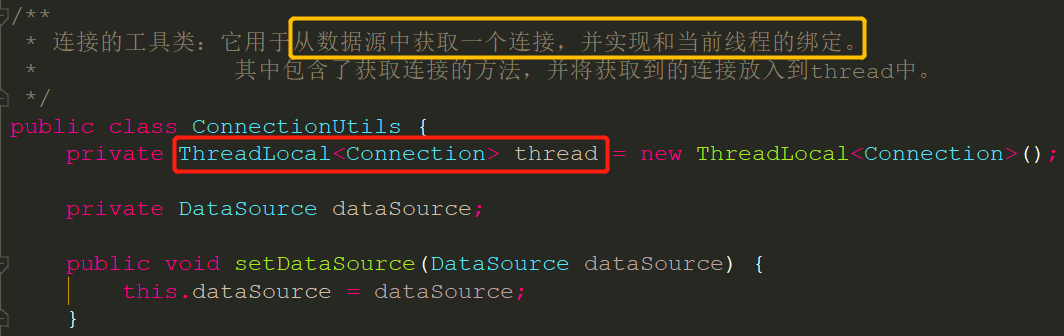 /**
* 连接的工具类：它用于从数据源中获取一个连接，并实现和当前线程的绑定。
* 其中包含了获取连接的方法，并将获取到的连接放入到thread中。
*/
public class ConnectionUtils {
private ThreadLocal<Connection> thread = new ThreadLocal<Connection>();
private DataSource dataSource;
public void setDataSource(DataSource dataSource) {
this.dataSource = dataSource;
}